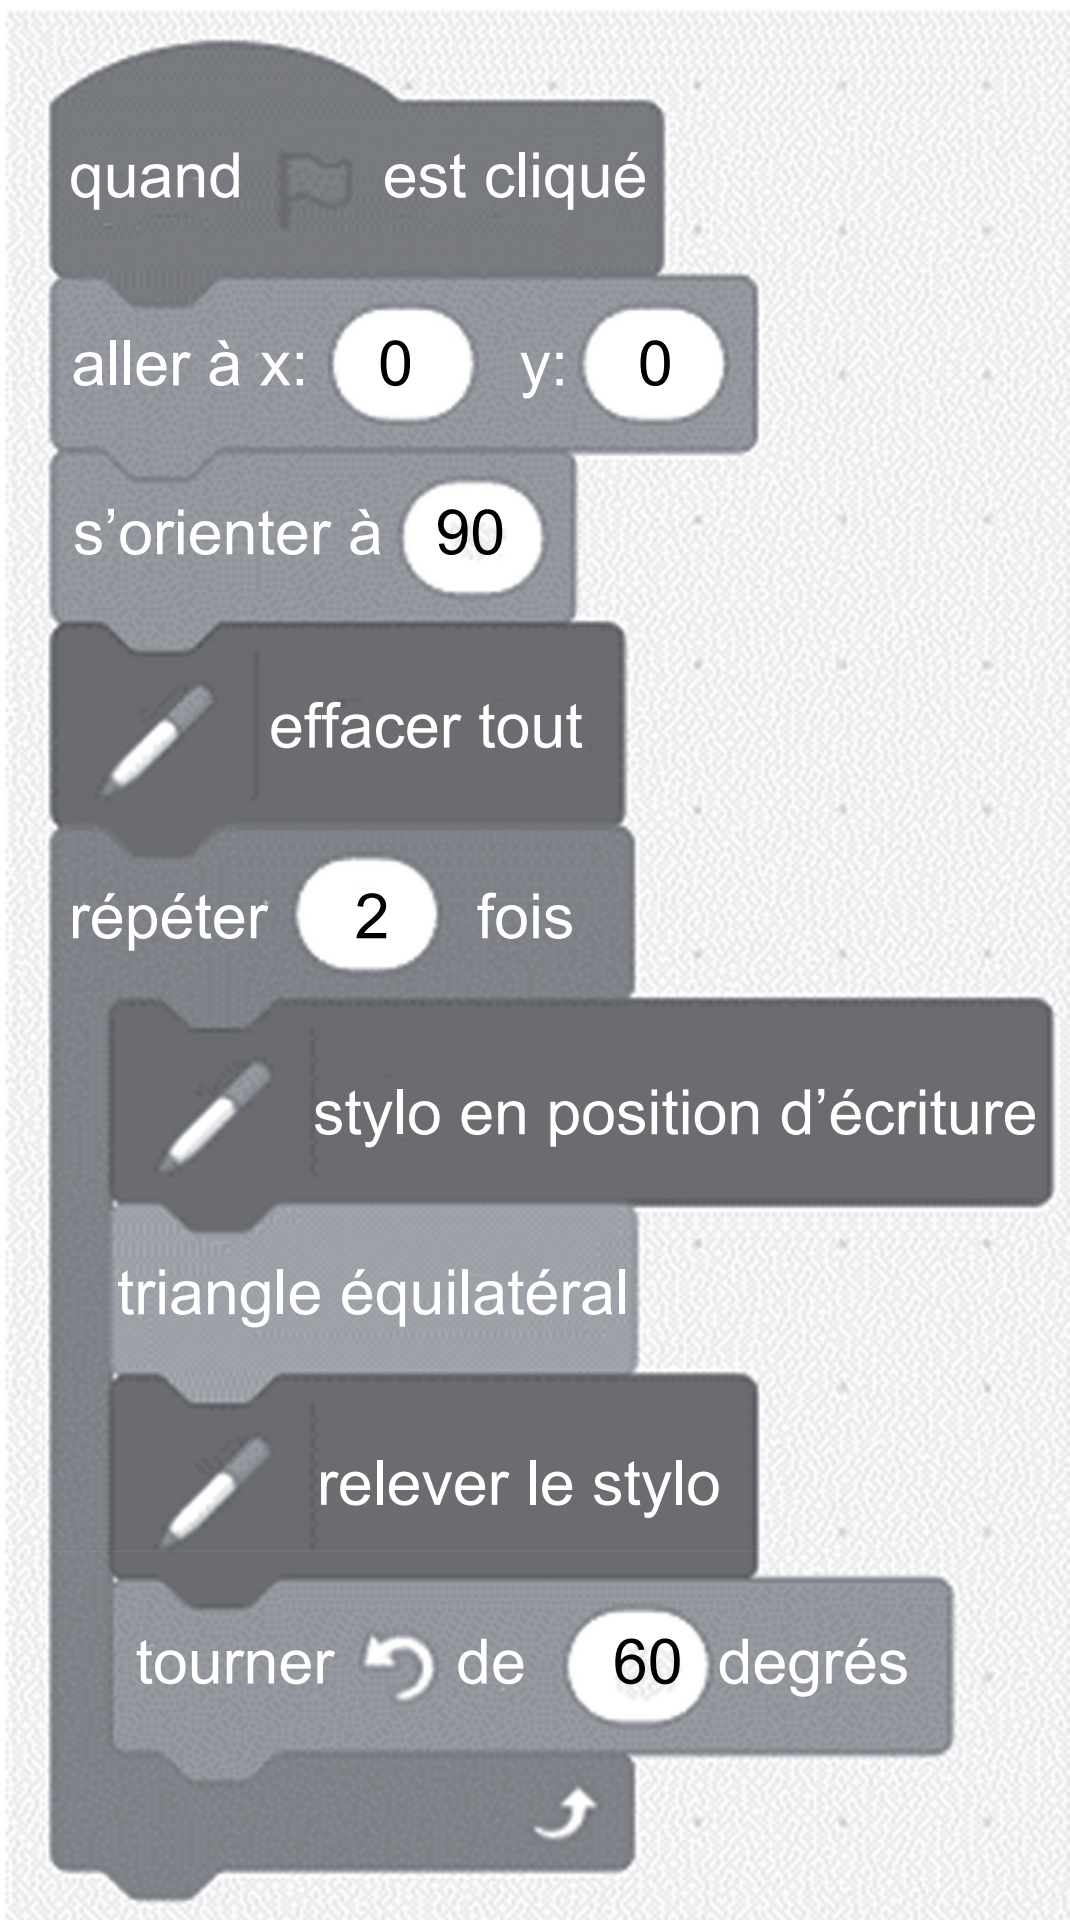 quand est cliqué
aller à x: 0 y: 0
s’orienter à 90
effacer tout
répéter 2 fois
stylo en position d’écriture
triangle équilatéral
relever le stylo
tourner de 60 degrés